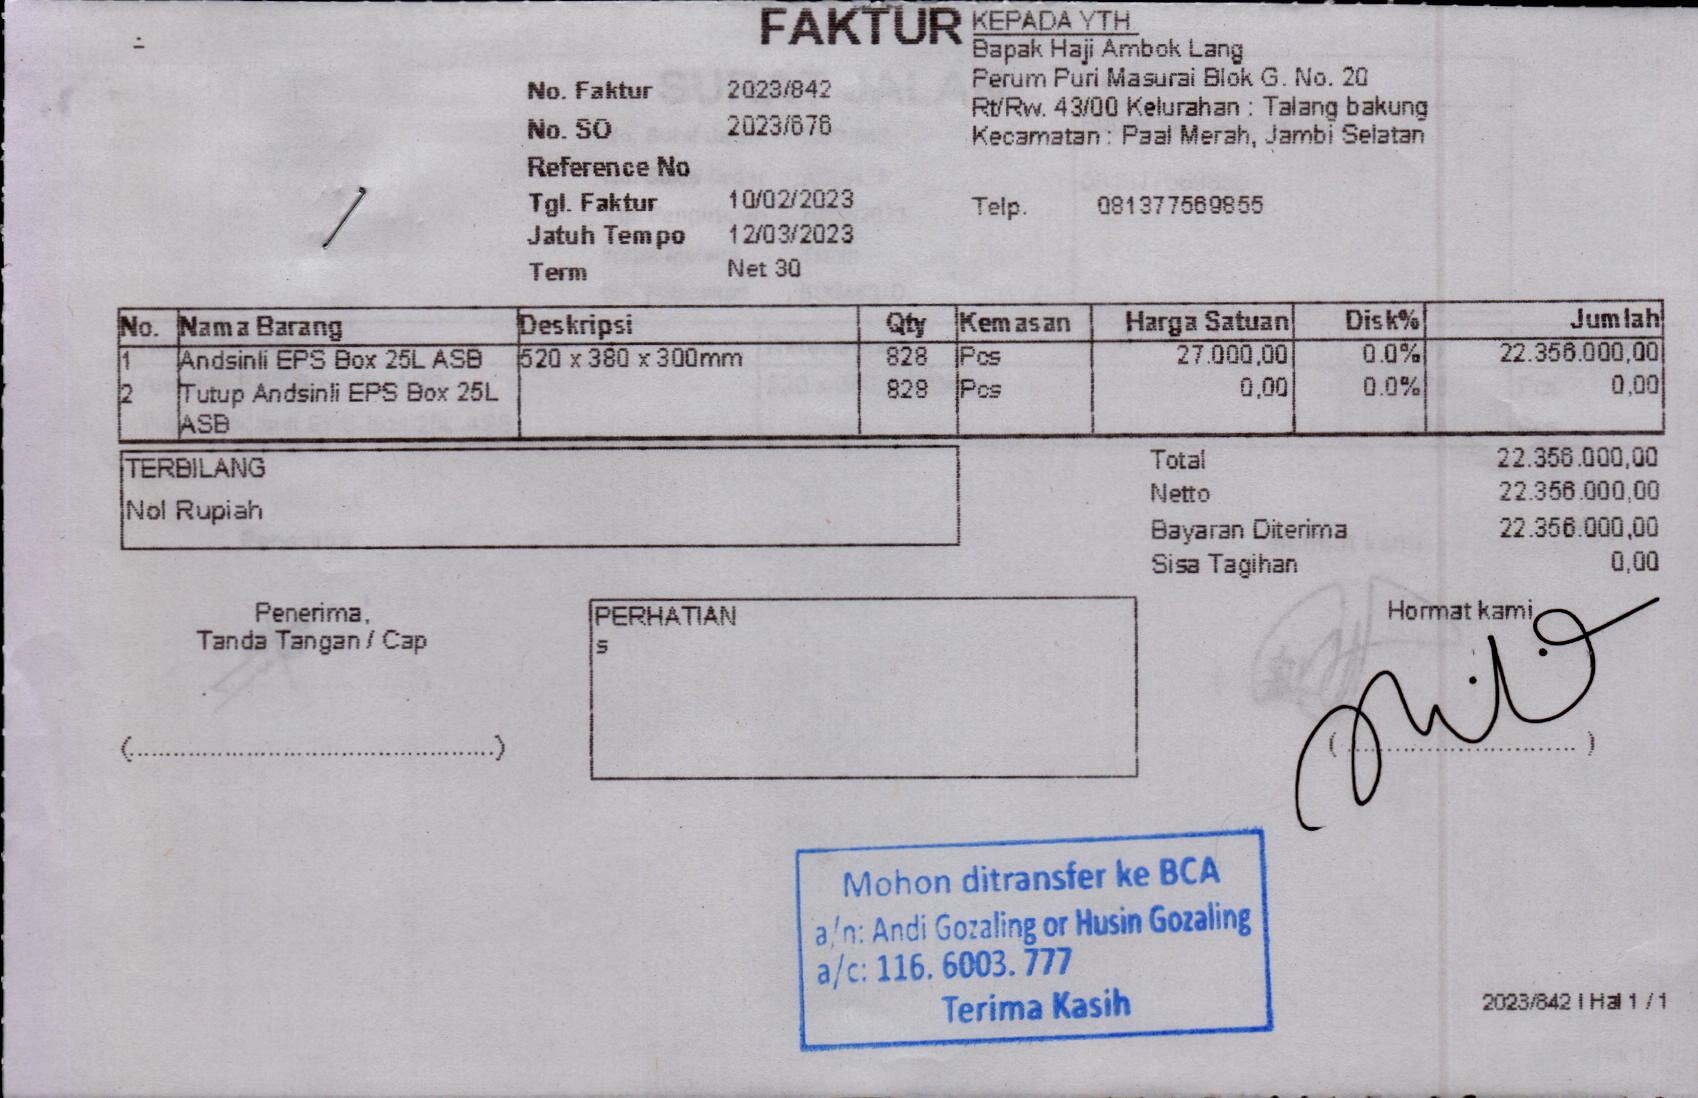 FAKTUR
KEPADA YTH.
Bapak Haji Ambok Lang
Perum Puri Masurai Blok G. No. 20
Rt/Rw. 43/00 Kelurahan : Talang bakung
Kecamatan : Paal Merah, Jambi Selatan
Telp. 081377569855
No. Faktur 2023/842
No. SO 2023/676
Reference No
Tgl. Faktur 10/02/2023
Jatuh Tempo 12/03/2023
Term Net 30
No. Nama Barang Deskripsi Qty Kemasan Harga Satuan Disk% Jumlah
1 Andsinli EPS Box 25L ASB 520 x 380 x 300mm 828 Pcs 27.000,00 0.0% 22.356.000,00
2 Tutup Andsinli EPS Box 25L 828 Pcs 0,00 0.0% 0,00
ASB
TERBILANG
Nol Rupiah
Total 22.356.000,00
Netto 22.356.000,00
Bayaran Diterima 22.356.000,00
Sisa Tagihan 0,00
Penerima,
Tanda Tangan / Cap
(..................................................)
PERHATIAN
s
Hormat kami
(................................)
Mohon ditransfer ke BCA
a/n: Andi Gozaling or Husin Gozaling
a/c: 116. 6003. 777
Terima Kasih
2023/842 | Hal 1 / 1